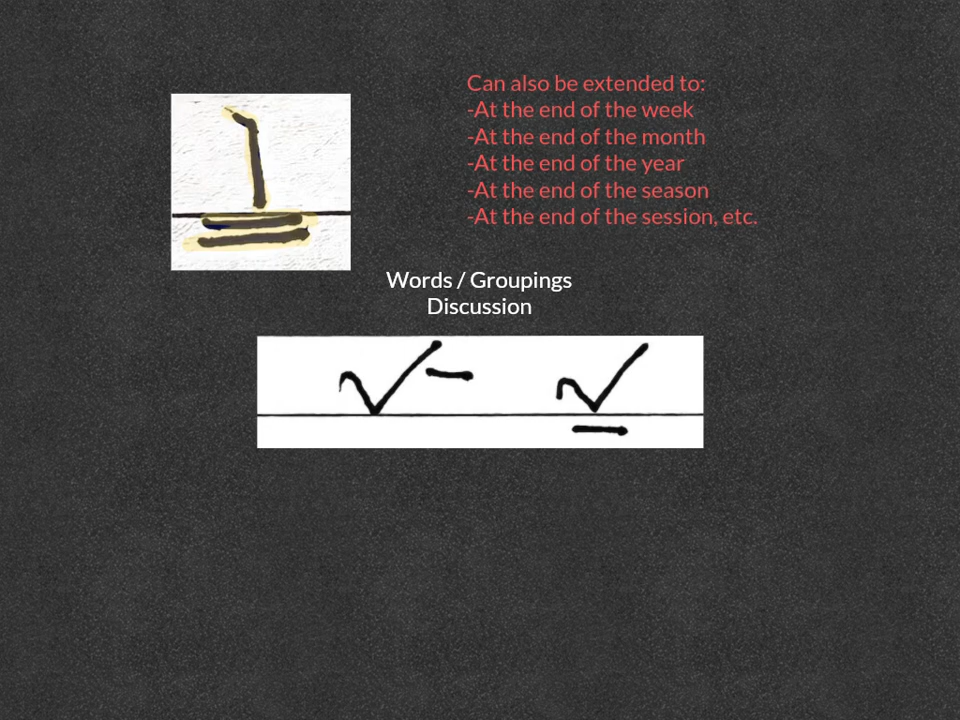 Can also be extended to:
-At the end of the week
-At the end of the month
-At the end of the year
-At the end of the season
-At the end of the session, etc.
Words / Groupings
Discussion